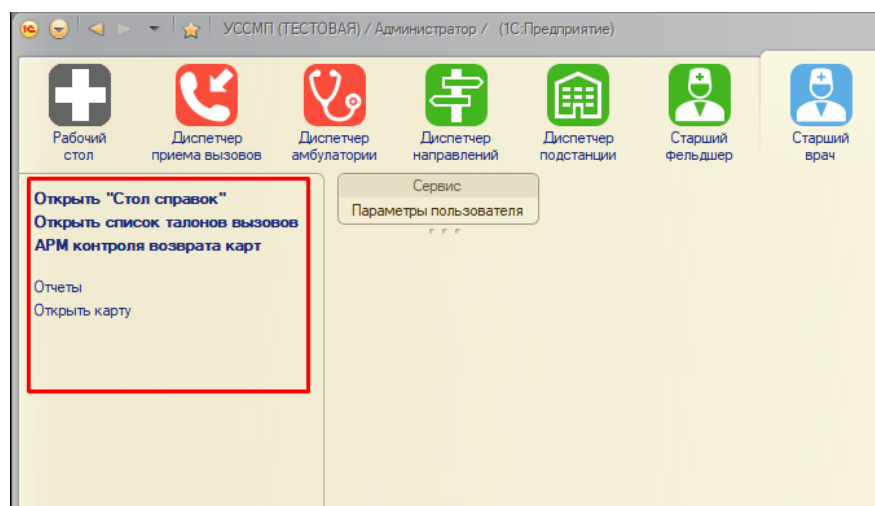 УССМП (ТЕСТОВАЯ) / Администратор / (1С:Предприятие)
Рабочий стол
Диспетчер приема вызовов
Диспетчер амбулатории
Диспетчер направлений
Диспетчер подстанции
Старший фельдшер
Старший врач
Открыть "Стол справок"
Открыть список талонов вызовов
АРМ контроля возврата карт
Отчеты
Открыть карту
Сервис
Параметры пользователя